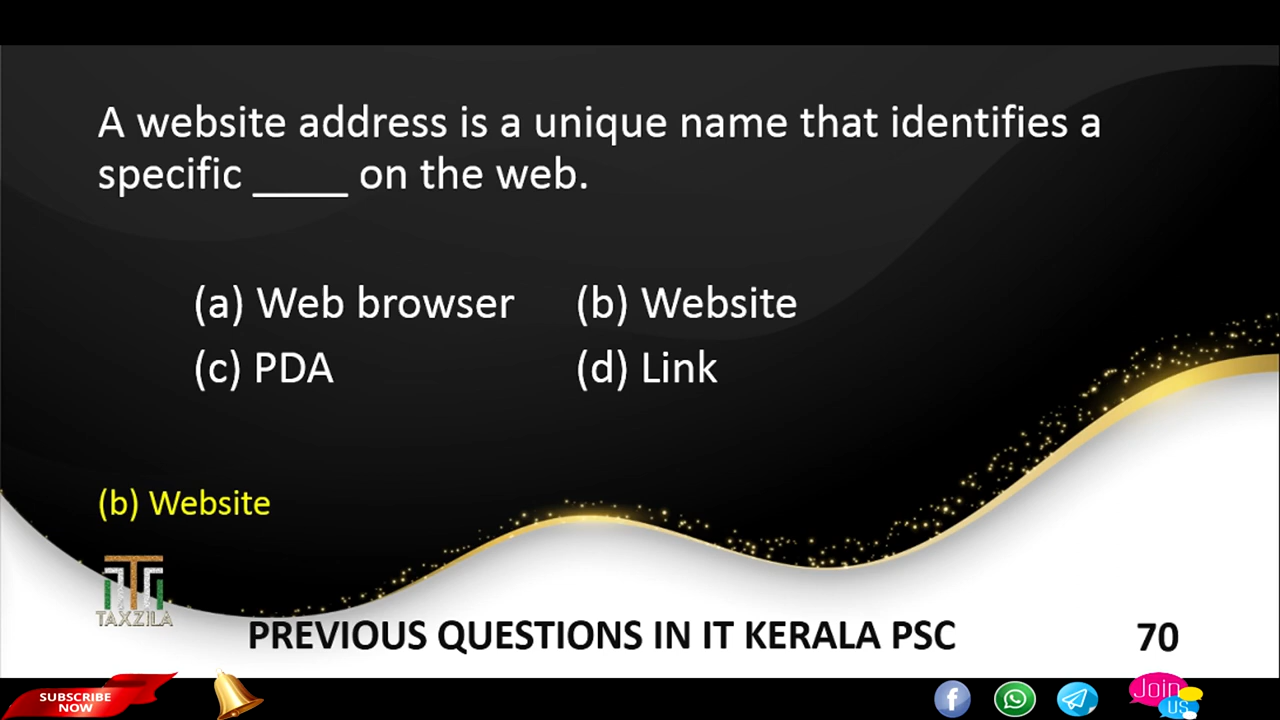 A website address is a unique name that identifies a
specific ____ on the web.
(a) Web browser (b) Website
(c) PDA (d) Link
(b) Website
TAXZILA
PREVIOUS QUESTIONS IN IT KERALA PSC 70
SUBSCRIBE
NOW
Join
us